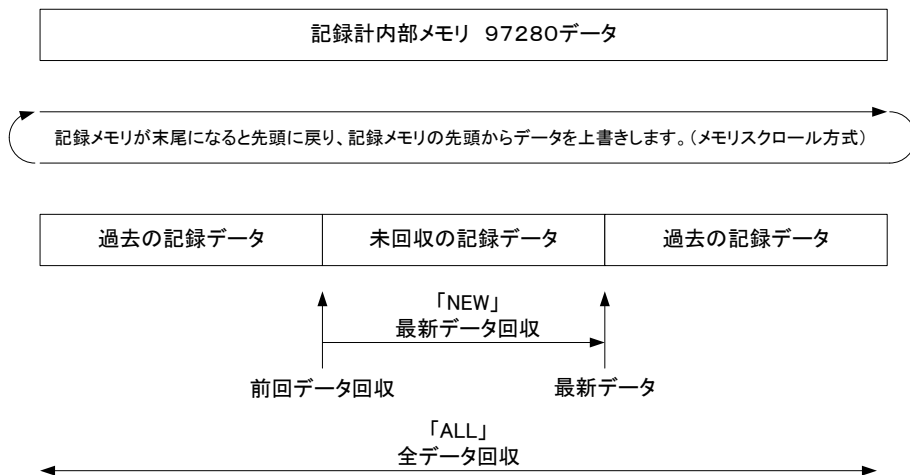 記録計内部メモリ 97280データ
記録メモリが末尾になると先頭に戻り、記録メモリの先頭からデータを上書きします。(メモリスクロール方式)
過去の記録データ
未回収の記録データ
過去の記録データ
「NEW」
最新データ回収
前回データ回収
最新データ
「ALL」
全データ回収